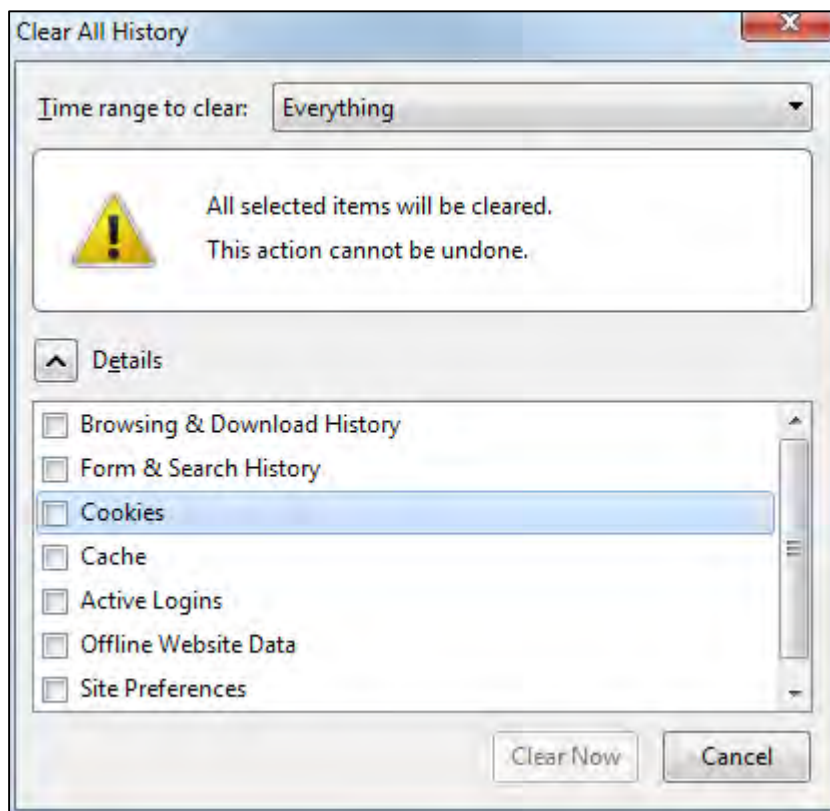 Clear All History
Time range to clear: Everything
All selected items will be cleared.
This action cannot be undone.
Details
Browsing & Download History
Form & Search History
Cookies
Cache
Active Logins
Offline Website Data
Site Preferences
Clear Now Cancel